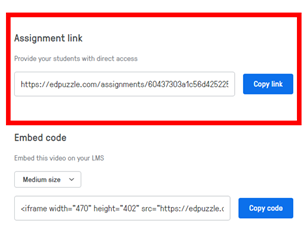 Assignment link
Provide your students with direct access
https://edpuzzle.com/assignments/60437303a1c56d425225
Copy link
Embed code
Embed this video on your LMS
Medium size
<iframe width="470" height="402" src="https://edpuzzle.c
Copy code